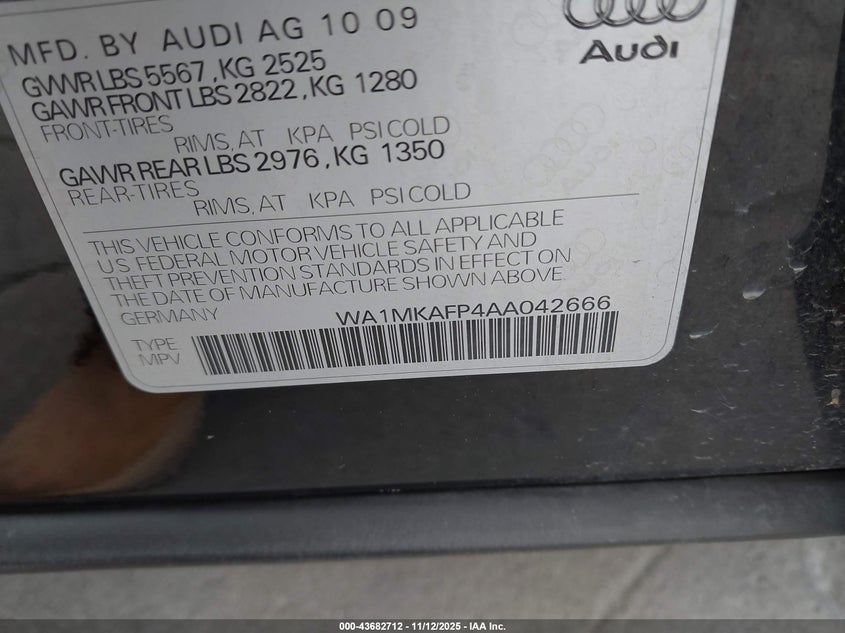 MFD. BY AUDI AG 10 09
Audi
GVWR LBS 5567, KG 2525
GAWR FRONT LBS 2822, KG 1280
FRONT-TIRES
RIMS, AT KPA PSI COLD
GAWR REAR LBS 2976, KG 1350
REAR-TIRES
RIMS, AT KPA PSI COLD
THIS VEHICLE CONFORMS TO ALL APPLICABLE
U.S. FEDERAL MOTOR VEHICLE SAFETY AND
THEFT PREVENTION STANDARDS IN EFFECT ON
THE DATE OF MANUFACTURE SHOWN ABOVE
GERMANY
WA1MKAFP4AA042666
TYPE
MPV
000-43682712 - 11/12/2025 - IAA Inc.